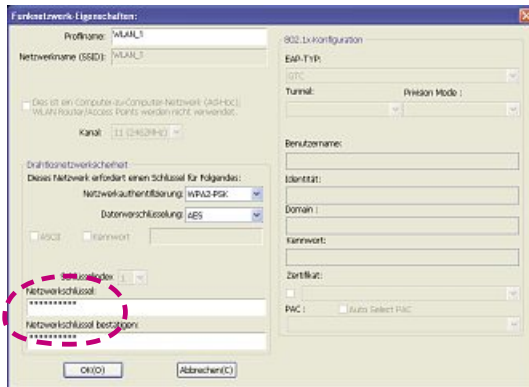 Funknetzwerk-Eigenschaften:
Profilname: WLAN_1
Netzwerkname (SSID): WLAN_1
Dies ist ein Computer-zu-Computer-Netzwerk (AdHoc);
WLAN Router/Access Points werden nicht verwendet.
Kanal: 11 (2462MHz)
Drahtlosnetzwerksicherheit
Dieses Netzwerk erfordert einen Schlüssel für Folgendes:
Netzwerkauthentifizierung: WPA2-PSK
Datenverschlüsselung: AES
ASCII Kennwort
Schlüsselindex 1
Netzwerkschlüssel:
**********
Netzwerkschlüssel bestätigen:
**********
OK(O) Abbrechen(C)
802.1x-Konfiguration
EAP-TYP:
GTC
Tunnel: Provision Mode :
Benutzername:
Identität:
Domain :
Kennwort:
Zertifikat:
PAC : Auto Select PAC